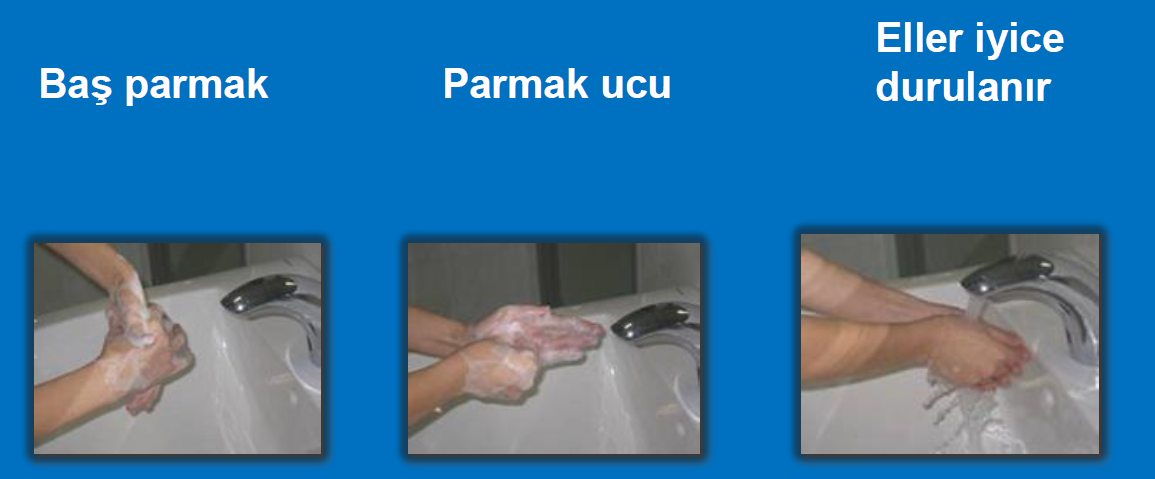 Baş parmak
Parmak ucu
Eller iyice
durulanır